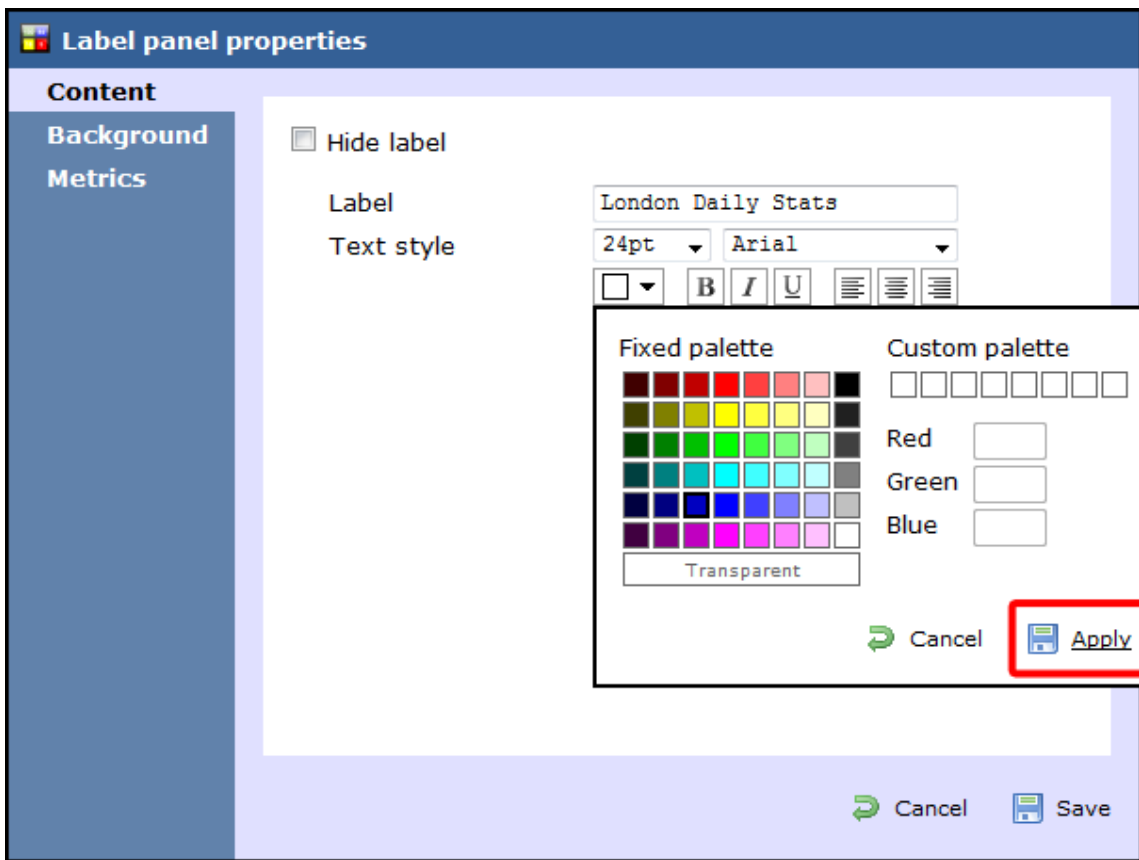 Label panel properties
Content
Background
Metrics
Hide label
Label London Daily Stats
Text style 24pt Arial
B I U
Fixed palette Custom palette
Red
Green
Blue
Transparent
Cancel Apply
Cancel Save